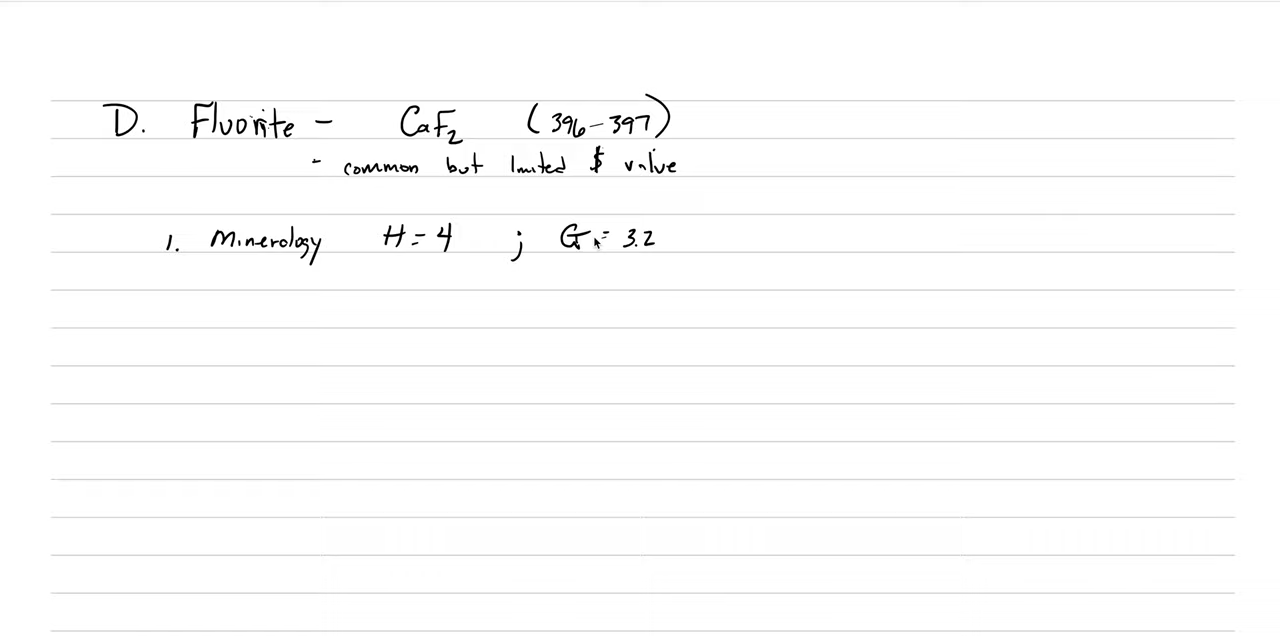 D. Fluorite - CaF₂ (396-397)
- common but limited $ value
1. Minerology H = 4 ; G = 3.2